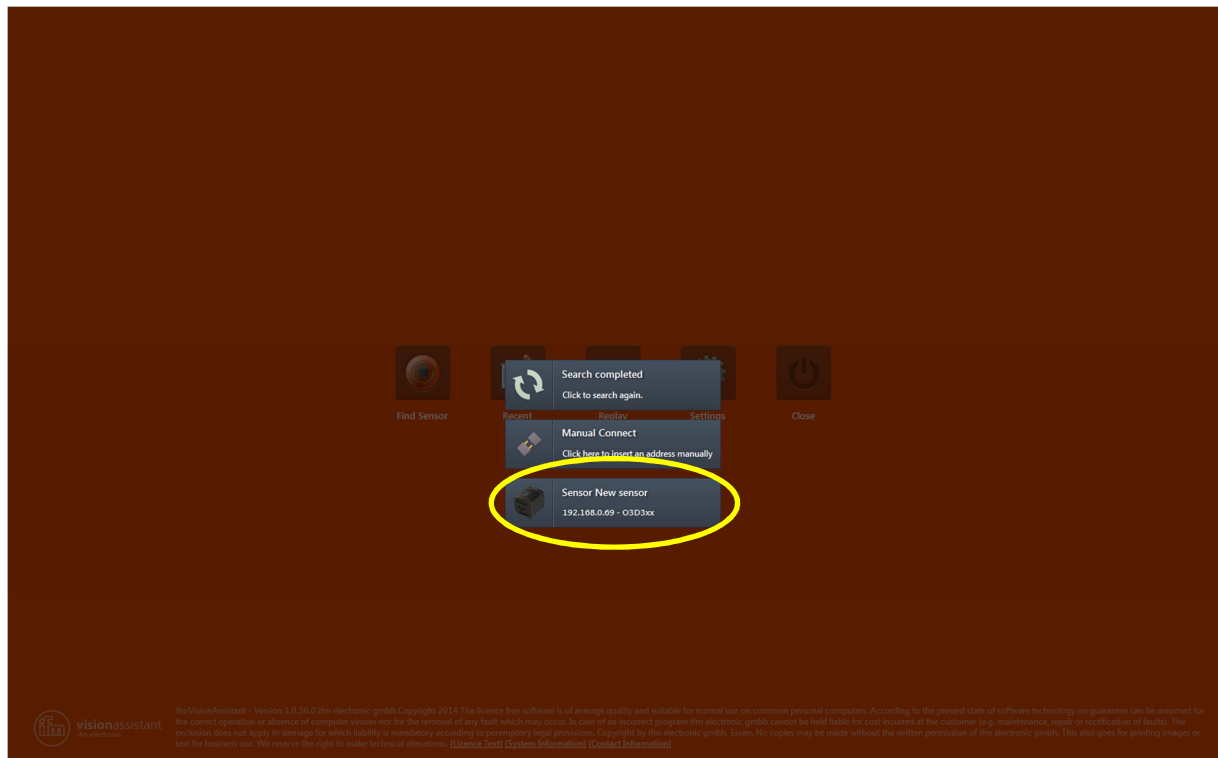 Search completed
Click to search again.
Find Sensor
Recent
Replay
Settings
Close
Manual Connect
Click here to insert an address manually
Sensor New sensor
192.168.0.69 - O3D3xx
ifm
visionassistant
ifm electronic
ifmVisionAssistant - Version 1.0.36.0 ifm electronic gmbh Copyright 2014 The licence free software is of average quality and suitable for normal use on common personal computers. According to the present state of software technology no guarantee can be assumed for
the correct operation or absence of computer viruses nor for the removal of any fault which may occur. In case of an incorrect program ifm electronic gmbh cannot be held liable for cost incurred at the customer (e.g. maintenance, repair or rectification of faults). The
exclusion does not apply to damage for which liability is mandatory according to peremptory legal provisions. Copyright by ifm electronic gmbh, Essen. No copies may be made without the written permission of ifm electronic gmbh. This also goes for printing images or
text for business use. We reserve the right to make technical alterations. (Licence Text) (System Information) (Contact Information)